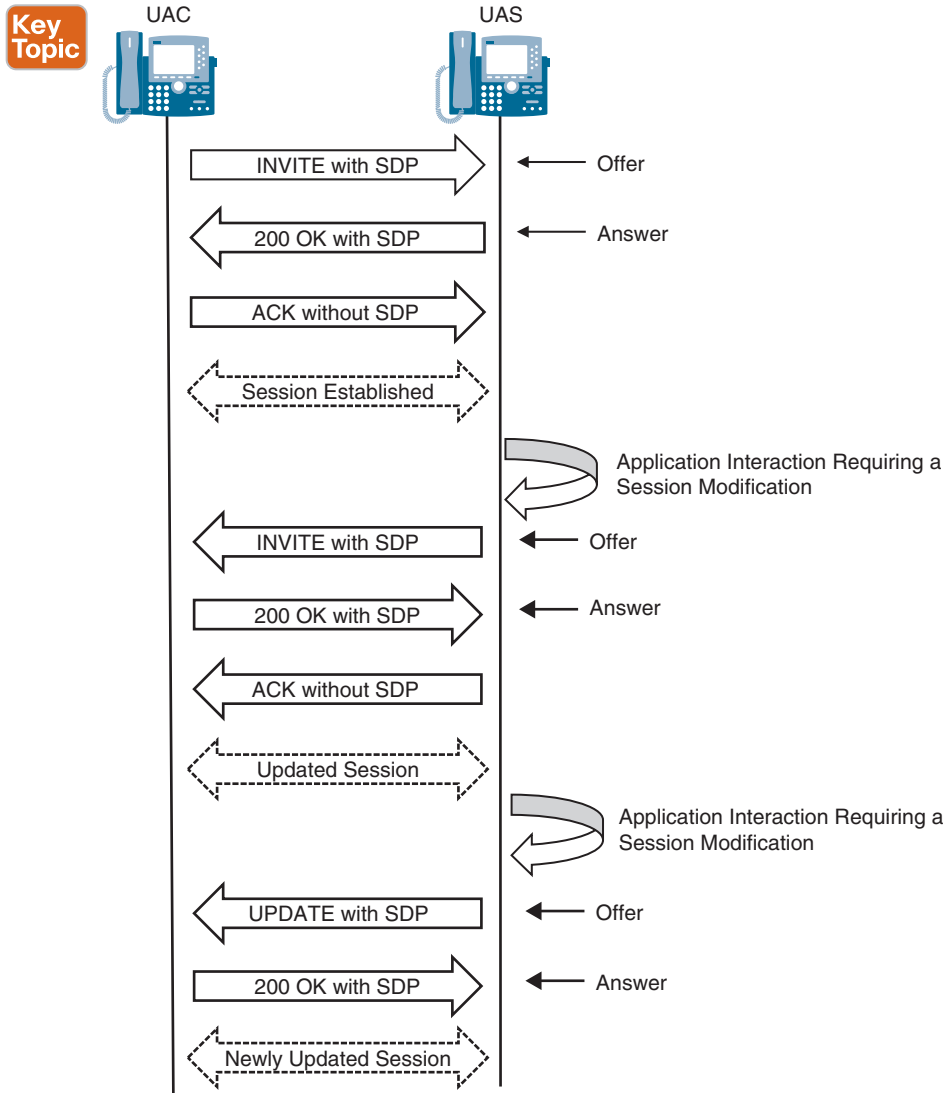 Key
Topic
UAC
UAS
INVITE with SDP
Offer
200 OK with SDP
Answer
ACK without SDP
Session Established
Application Interaction Requiring a
Session Modification
INVITE with SDP
Offer
200 OK with SDP
Answer
ACK without SDP
Updated Session
Application Interaction Requiring a
Session Modification
UPDATE with SDP
Offer
200 OK with SDP
Answer
Newly Updated Session